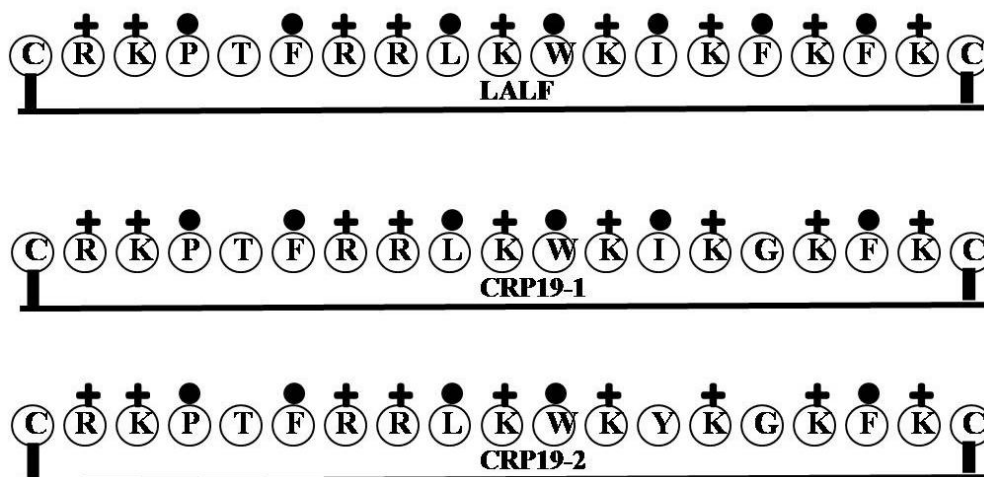 + + ● ● + + ● + ● + ● + ● + ● +
C R K P T F R R L K W K I K F K F K C
LALF
+ + ● ● + + ● + ● + ● + + ● +
C R K P T F R R L K W K I K G K F K C
CRP19-1
+ + ● ● + + ● + ● + + + ● +
C R K P T F R R L K W K Y K G K F K C
CRP19-2